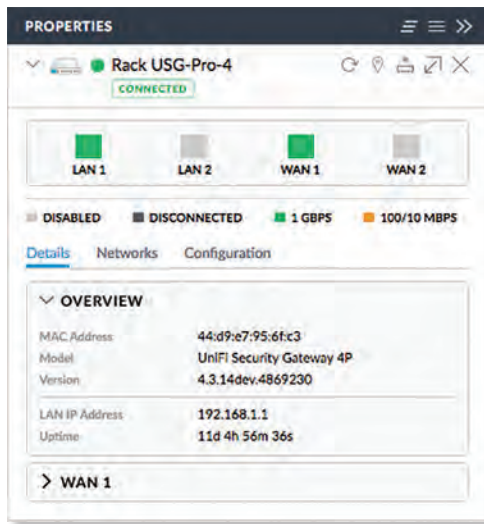 PROPERTIES
Rack USG-Pro-4
CONNECTED
LAN 1 LAN 2 WAN 1 WAN 2
DISABLED DISCONNECTED 1 GBPS 100/10 MBPS
Details Networks Configuration
OVERVIEW
MAC Address 44:d9:e7:95:6f:c3
Model UniFi Security Gateway 4P
Version 4.3.14dev.4869230
LAN IP Address 192.168.1.1
Uptime 11d 4h 56m 36s
WAN 1